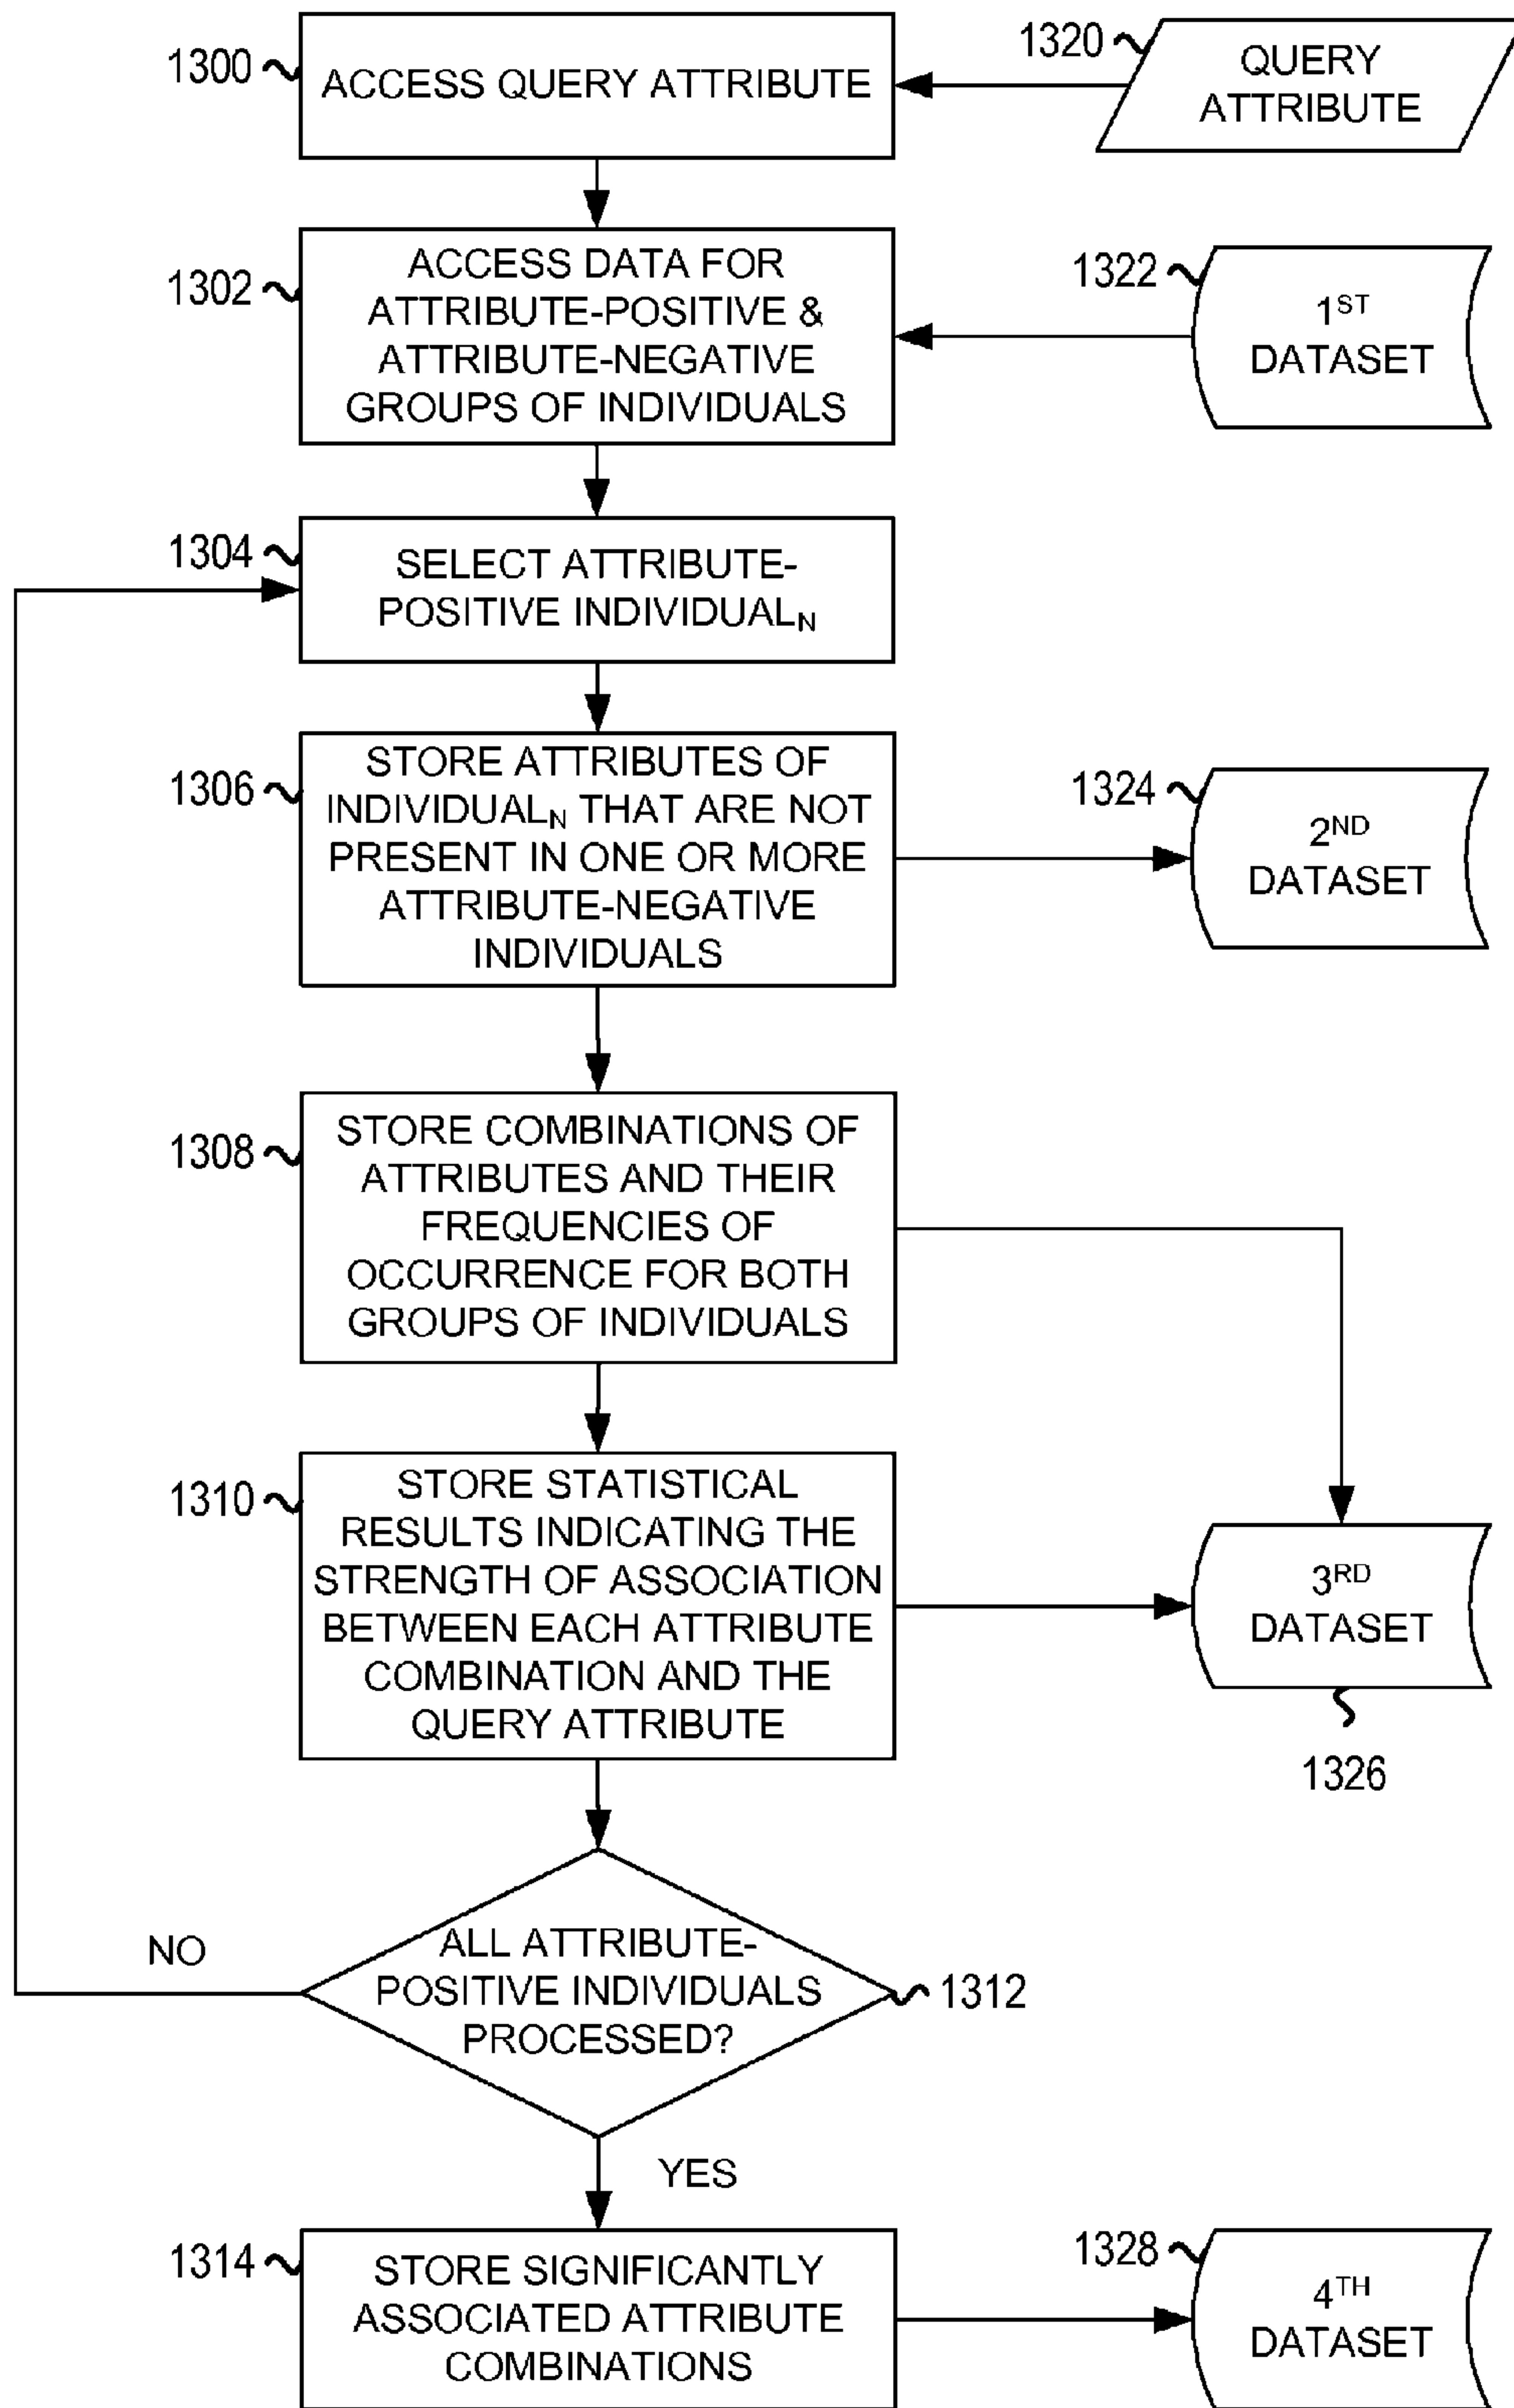 1300
ACCESS QUERY ATTRIBUTE
1320
QUERY
ATTRIBUTE
1302
ACCESS DATA FOR
ATTRIBUTE-POSITIVE &
ATTRIBUTE-NEGATIVE
GROUPS OF INDIVIDUALS
1322
1ST
DATASET
1304
SELECT ATTRIBUTE-
POSITIVE INDIVIDUALN
1306
STORE ATTRIBUTES OF
INDIVIDUALN THAT ARE NOT
PRESENT IN ONE OR MORE
ATTRIBUTE-NEGATIVE
INDIVIDUALS
1324
2ND
DATASET
1308
STORE COMBINATIONS OF
ATTRIBUTES AND THEIR
FREQUENCIES OF
OCCURRENCE FOR BOTH
GROUPS OF INDIVIDUALS
1310
STORE STATISTICAL
RESULTS INDICATING THE
STRENGTH OF ASSOCIATION
BETWEEN EACH ATTRIBUTE
COMBINATION AND THE
QUERY ATTRIBUTE
3RD
DATASET
1326
NO
ALL ATTRIBUTE-
POSITIVE INDIVIDUALS
PROCESSED?
1312
YES
1314
STORE SIGNIFICANTLY
ASSOCIATED ATTRIBUTE
COMBINATIONS
1328
4TH
DATASET